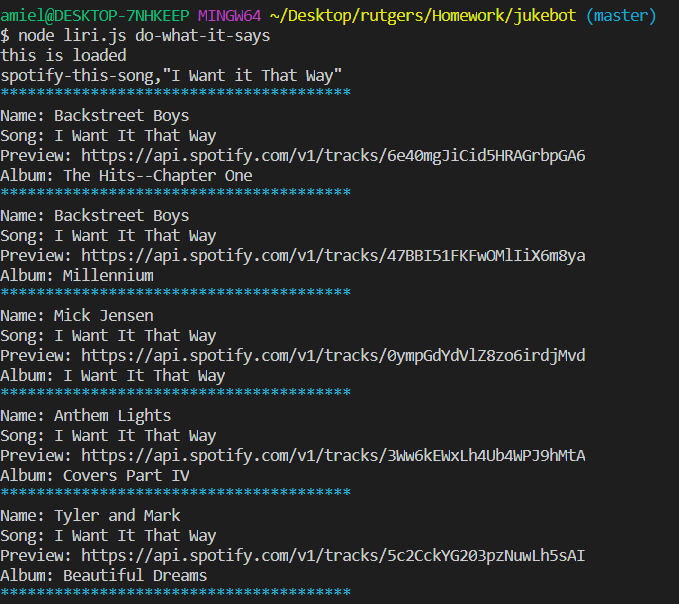 amiel@DESKTOP-7NHKEEP MINGW64 ~/Desktop/rutgers/Homework/jukebot (master)
$ node liri.js do-what-it-says
this is loaded
spotify-this-song,"I Want it That Way"
***************************************
Name: Backstreet Boys
Song: I Want It That Way
Preview: https://api.spotify.com/v1/tracks/6e40mgJiCid5HRAGrbpGA6
Album: The Hits--Chapter One
***************************************
Name: Backstreet Boys
Song: I Want It That Way
Preview: https://api.spotify.com/v1/tracks/47BBI51FKFwOMlIiX6m8ya
Album: Millennium
***************************************
Name: Mick Jensen
Song: I Want It That Way
Preview: https://api.spotify.com/v1/tracks/0ympGdYdVlZ8zo6irdjMvd
Album: I Want It That Way
***************************************
Name: Anthem Lights
Song: I Want It That Way
Preview: https://api.spotify.com/v1/tracks/3Ww6kEWxLh4Ub4WPJ9hMtA
Album: Covers Part IV
***************************************
Name: Tyler and Mark
Song: I Want It That Way
Preview: https://api.spotify.com/v1/tracks/5c2CckYG203pzNuwLh5sAI
Album: Beautiful Dreams
***************************************